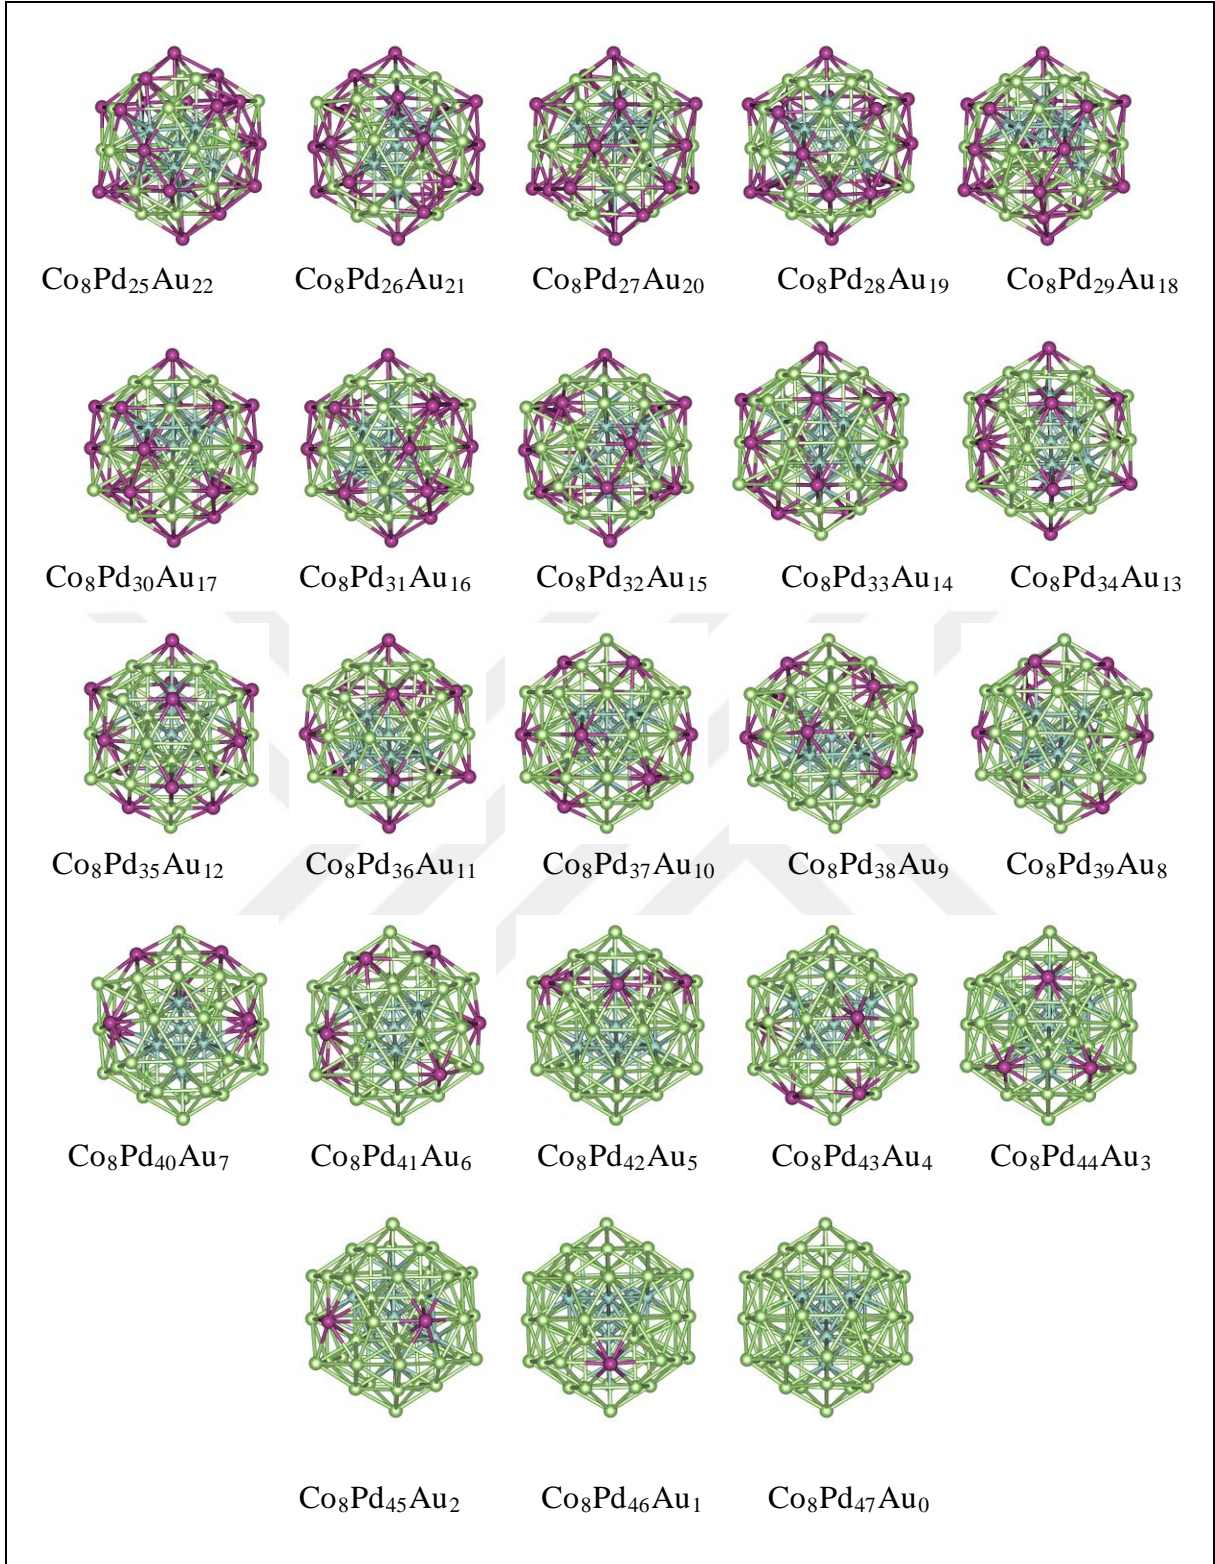 Co₈Pd₂₅Au₂₂ Co₈Pd₂₆Au₂₁ Co₈Pd₂₇Au₂₀ Co₈Pd₂₈Au₁₉ Co₈Pd₂₉Au₁₈
Co₈Pd₃₀Au₁₇ Co₈Pd₃₁Au₁₆ Co₈Pd₃₂Au₁₅ Co₈Pd₃₃Au₁₄ Co₈Pd₃₄Au₁₃
Co₈Pd₃₅Au₁₂ Co₈Pd₃₆Au₁₁ Co₈Pd₃₇Au₁₀ Co₈Pd₃₈Au₉ Co₈Pd₃₉Au₈
Co₈Pd₄₀Au₇ Co₈Pd₄₁Au₆ Co₈Pd₄₂Au₅ Co₈Pd₄₃Au₄ Co₈Pd₄₄Au₃
Co₈Pd₄₅Au₂ Co₈Pd₄₆Au₁ Co₈Pd₄₇Au₀